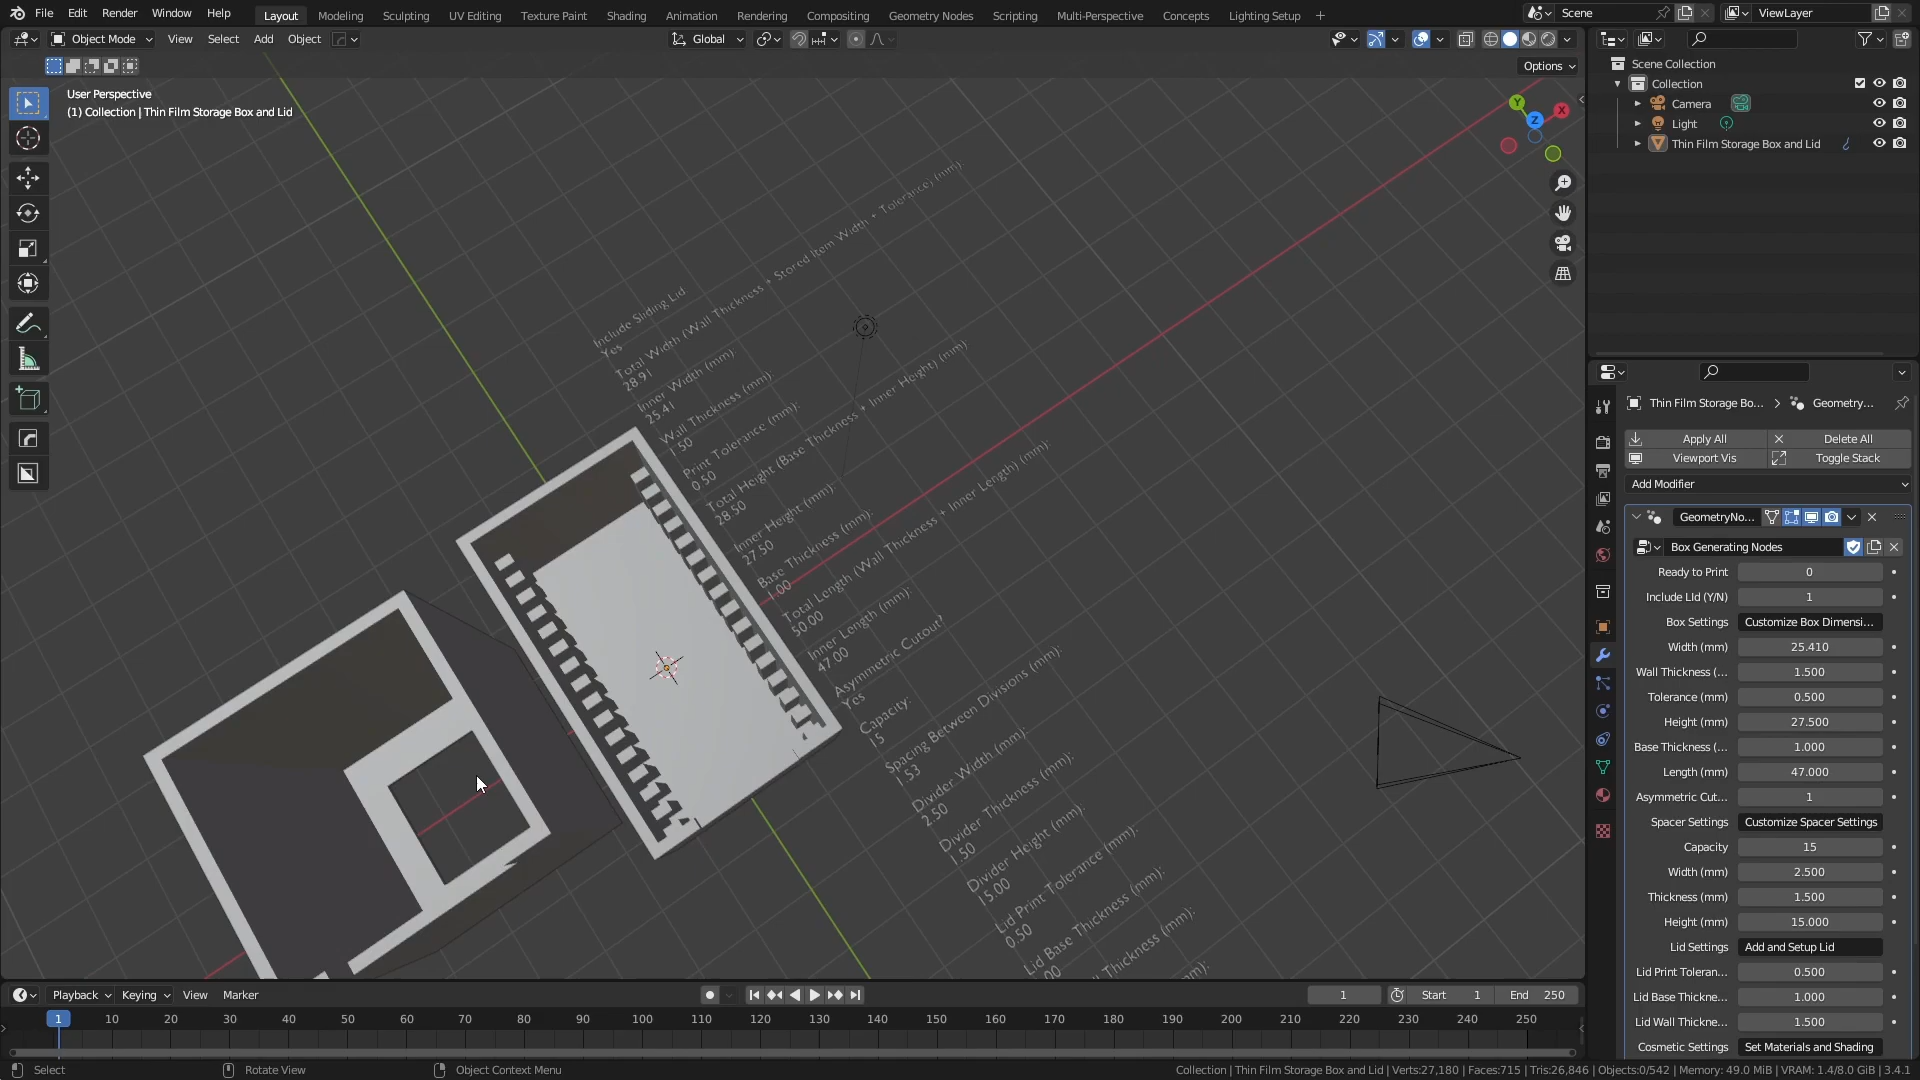 File Edit Render Window Help Layout Modeling Sculpting UV Editing Texture Paint Shading Animation Rendering Compositing Geometry Nodes Scripting Multi-Perspective Concepts Lighting Setup + Scene ViewLayer
Object Mode View Select Add Object Global
Options
User Perspective
(1) Collection | Thin Film Storage Box and Lid
Y X Z
Scene Collection
Collection
Camera
Light
Thin Film Storage Box and Lid
Include Sliding Lid
Yes
Total Width (Wall Thickness + Stored Item Width + Tolerance) (mm):
28.91
Inner Width (mm):
25.41
Wall Thickness (mm):
1.50
Print Tolerance (mm):
0.50
Total Height (Base Thickness + Inner Height) (mm):
28.50
Inner Height (mm):
27.50
Base Thickness (mm):
1.00
Total Length (Wall Thickness + Inner Length) (mm):
50.00
Inner Length (mm):
47.00
Asymmetric Cutout?
Yes
Capacity:
15
Spacing Between Divisions (mm):
1.53
Divider Width (mm):
2.50
Divider Thickness (mm):
1.50
Divider Height (mm):
15.00
Lid Print Tolerance (mm):
0.50
Lid Base Thickness (mm):
00
Thickness (mm):
(mm):
Thin Film Storage Bo... > Geometry...
Apply All Delete All
Viewport Vis Toggle Stack
Add Modifier
GeometryNo...
Box Generating Nodes
Ready to Print 0
Include LId (Y/N) 1
Box Settings Customize Box Dimensi...
Width (mm) 25.410
Wall Thickness (... 1.500
Tolerance (mm) 0.500
Height (mm) 27.500
Base Thickness (... 1.000
Length (mm) 47.000
Asymmetric Cut... 1
Spacer Settings Customize Spacer Settings
Capacity 15
Width (mm) 2.500
Thickness (mm) 1.500
Height (mm) 15.000
Lid Settings Add and Setup Lid
Lid Print Toleran... 0.500
Lid Base Thickne... 1.000
Lid Wall Thickne... 1.500
Cosmetic Settings Set Materials and Shading
Playback Keying View Marker 1 Start 1 End 250
1 10 20 30 40 50 60 70 80 90 100 110 120 130 140 150 160 170 180 190 200 210 220 230 240 250
Select Rotate View Object Context Menu Collection | Thin Film Storage Box and Lid | Verts:27,180 | Faces:715 | Tris:26,846 | Objects:0/542 | Memory: 49.0 MiB | VRAM: 1.4/8.0 GiB | 3.4.1